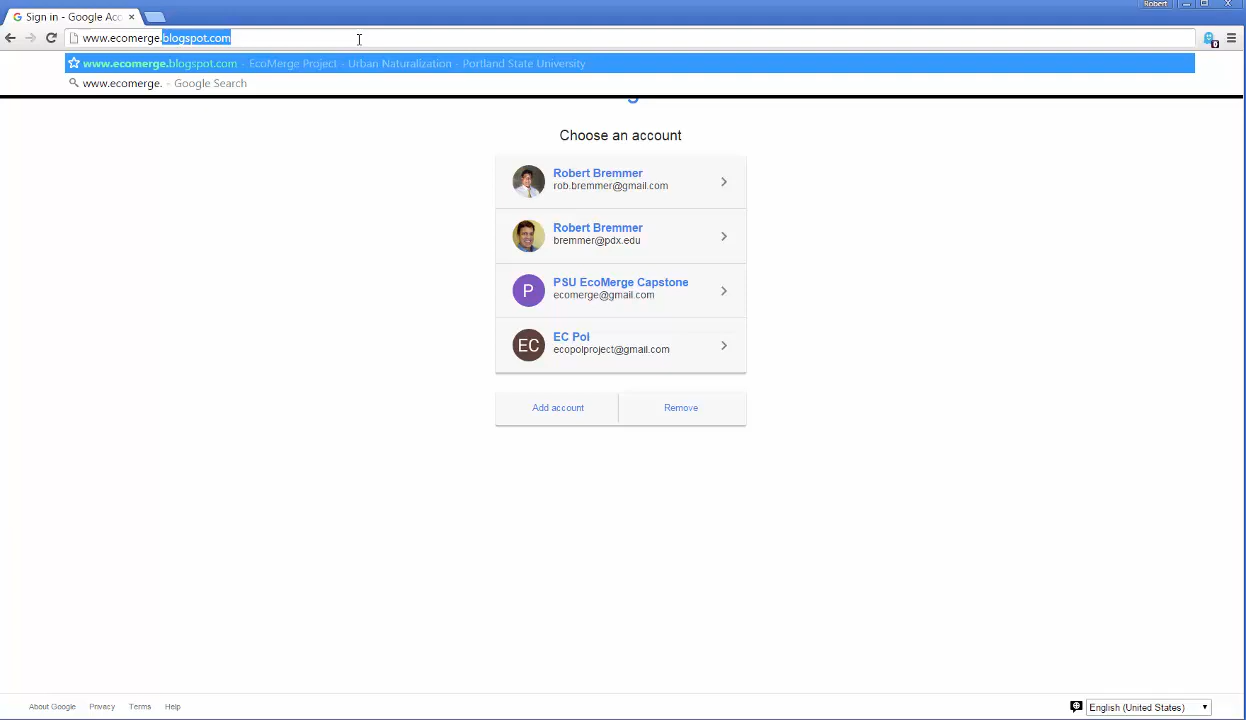 Robert
Sign in - Google Acc
www.ecomerge.blogspot.com
www.ecomerge.blogspot.com - EcoMerge Project - Urban Naturalization - Portland State University
www.ecomerge. - Google Search
Choose an account
Robert Bremmer
rob.bremmer@gmail.com
Robert Bremmer
bremmer@pdx.edu
P
PSU EcoMerge Capstone
ecomerge@gmail.com
EC
EC Pol
ecopolproject@gmail.com
Add account Remove
About Google Privacy Terms Help English (United States)